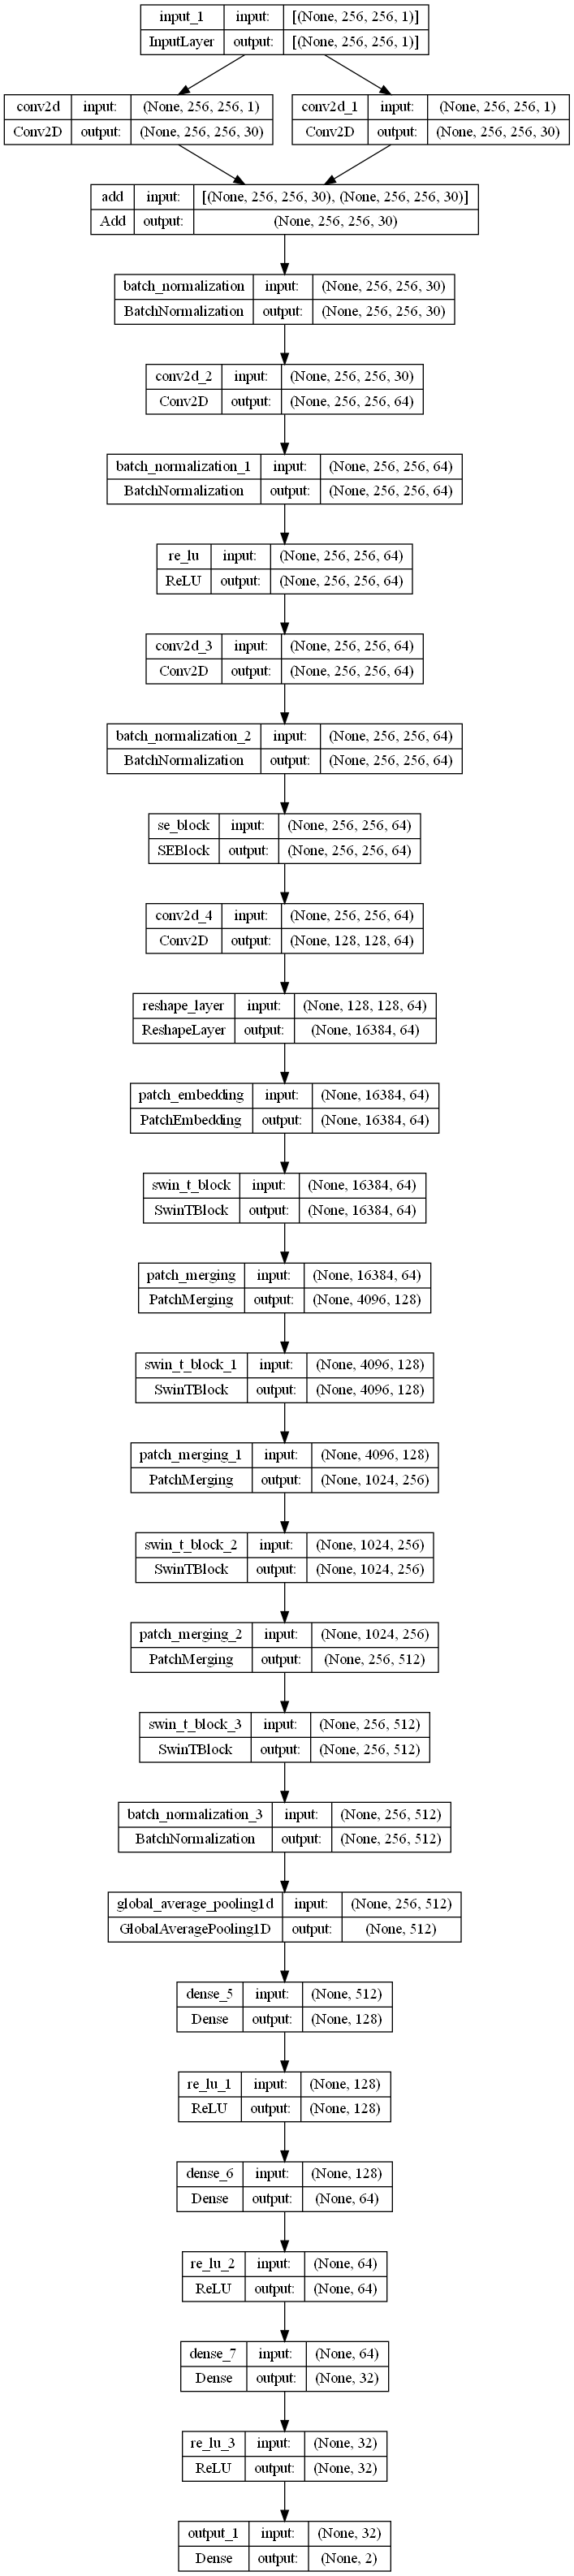 input_1 input: [(None, 256, 256, 1)]
InputLayer output: [(None, 256, 256, 1)]
conv2d input: (None, 256, 256, 1)
Conv2D output: (None, 256, 256, 30)
conv2d_1 input: (None, 256, 256, 1)
Conv2D output: (None, 256, 256, 30)
add input: [(None, 256, 256, 30), (None, 256, 256, 30)]
Add output: (None, 256, 256, 30)
batch_normalization input: (None, 256, 256, 30)
BatchNormalization output: (None, 256, 256, 30)
conv2d_2 input: (None, 256, 256, 30)
Conv2D output: (None, 256, 256, 64)
batch_normalization_1 input: (None, 256, 256, 64)
BatchNormalization output: (None, 256, 256, 64)
re_lu input: (None, 256, 256, 64)
ReLU output: (None, 256, 256, 64)
conv2d_3 input: (None, 256, 256, 64)
Conv2D output: (None, 256, 256, 64)
batch_normalization_2 input: (None, 256, 256, 64)
BatchNormalization output: (None, 256, 256, 64)
se_block input: (None, 256, 256, 64)
SEBlock output: (None, 256, 256, 64)
conv2d_4 input: (None, 256, 256, 64)
Conv2D output: (None, 128, 128, 64)
reshape_layer input: (None, 128, 128, 64)
ReshapeLayer output: (None, 16384, 64)
patch_embedding input: (None, 16384, 64)
PatchEmbedding output: (None, 16384, 64)
swin_t_block input: (None, 16384, 64)
SwinTBlock output: (None, 16384, 64)
patch_merging input: (None, 16384, 64)
PatchMerging output: (None, 4096, 128)
swin_t_block_1 input: (None, 4096, 128)
SwinTBlock output: (None, 4096, 128)
patch_merging_1 input: (None, 4096, 128)
PatchMerging output: (None, 1024, 256)
swin_t_block_2 input: (None, 1024, 256)
SwinTBlock output: (None, 1024, 256)
patch_merging_2 input: (None, 1024, 256)
PatchMerging output: (None, 256, 512)
swin_t_block_3 input: (None, 256, 512)
SwinTBlock output: (None, 256, 512)
batch_normalization_3 input: (None, 256, 512)
BatchNormalization output: (None, 256, 512)
global_average_pooling1d input: (None, 256, 512)
GlobalAveragePooling1D output: (None, 512)
dense_5 input: (None, 512)
Dense output: (None, 128)
re_lu_1 input: (None, 128)
ReLU output: (None, 128)
dense_6 input: (None, 128)
Dense output: (None, 64)
re_lu_2 input: (None, 64)
ReLU output: (None, 64)
dense_7 input: (None, 64)
Dense output: (None, 32)
re_lu_3 input: (None, 32)
ReLU output: (None, 32)
output_1 input: (None, 32)
Dense output: (None, 2)